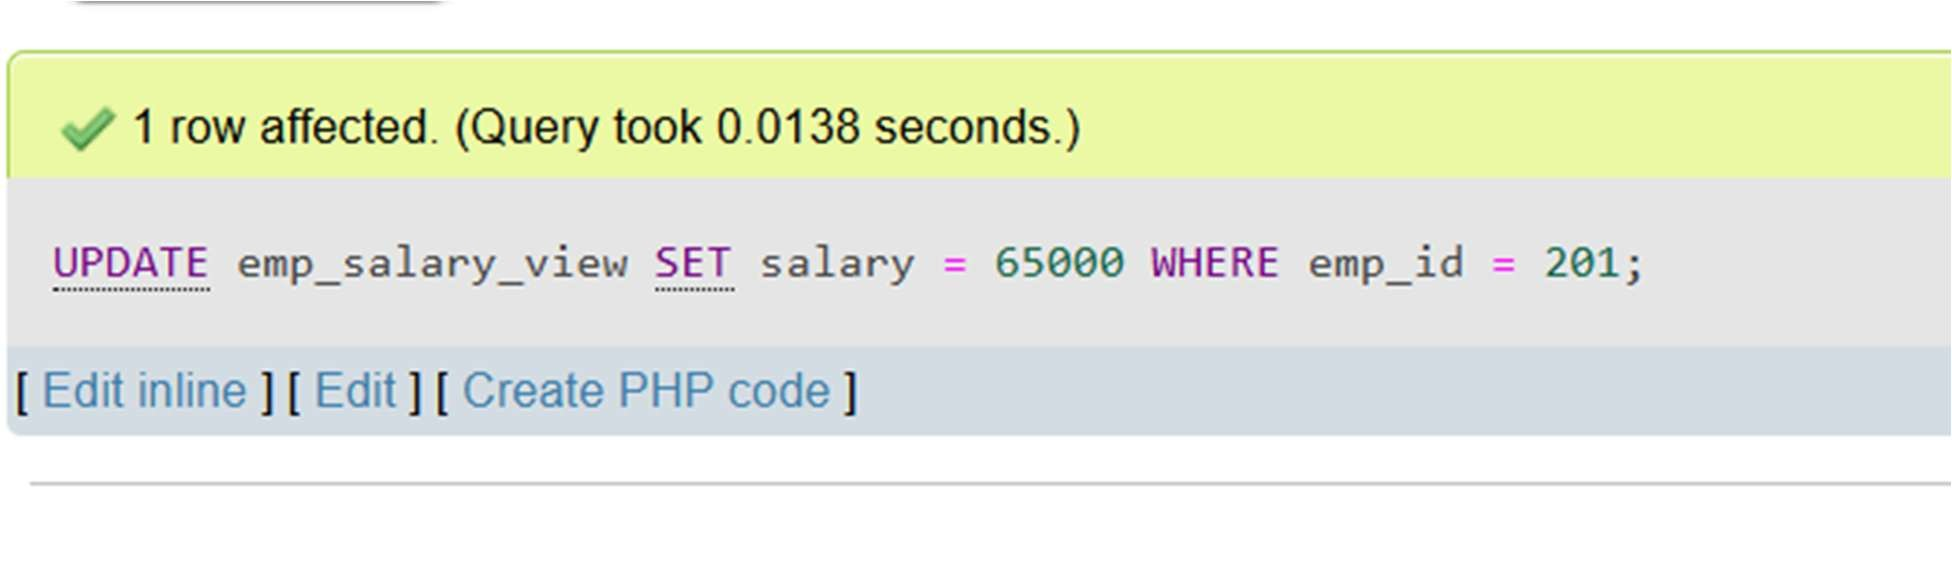 1 row affected. (Query took 0.0138 seconds.)
UPDATE emp_salary_view SET salary = 65000 WHERE emp_id = 201;
[ Edit inline ] [ Edit ] [ Create PHP code ]